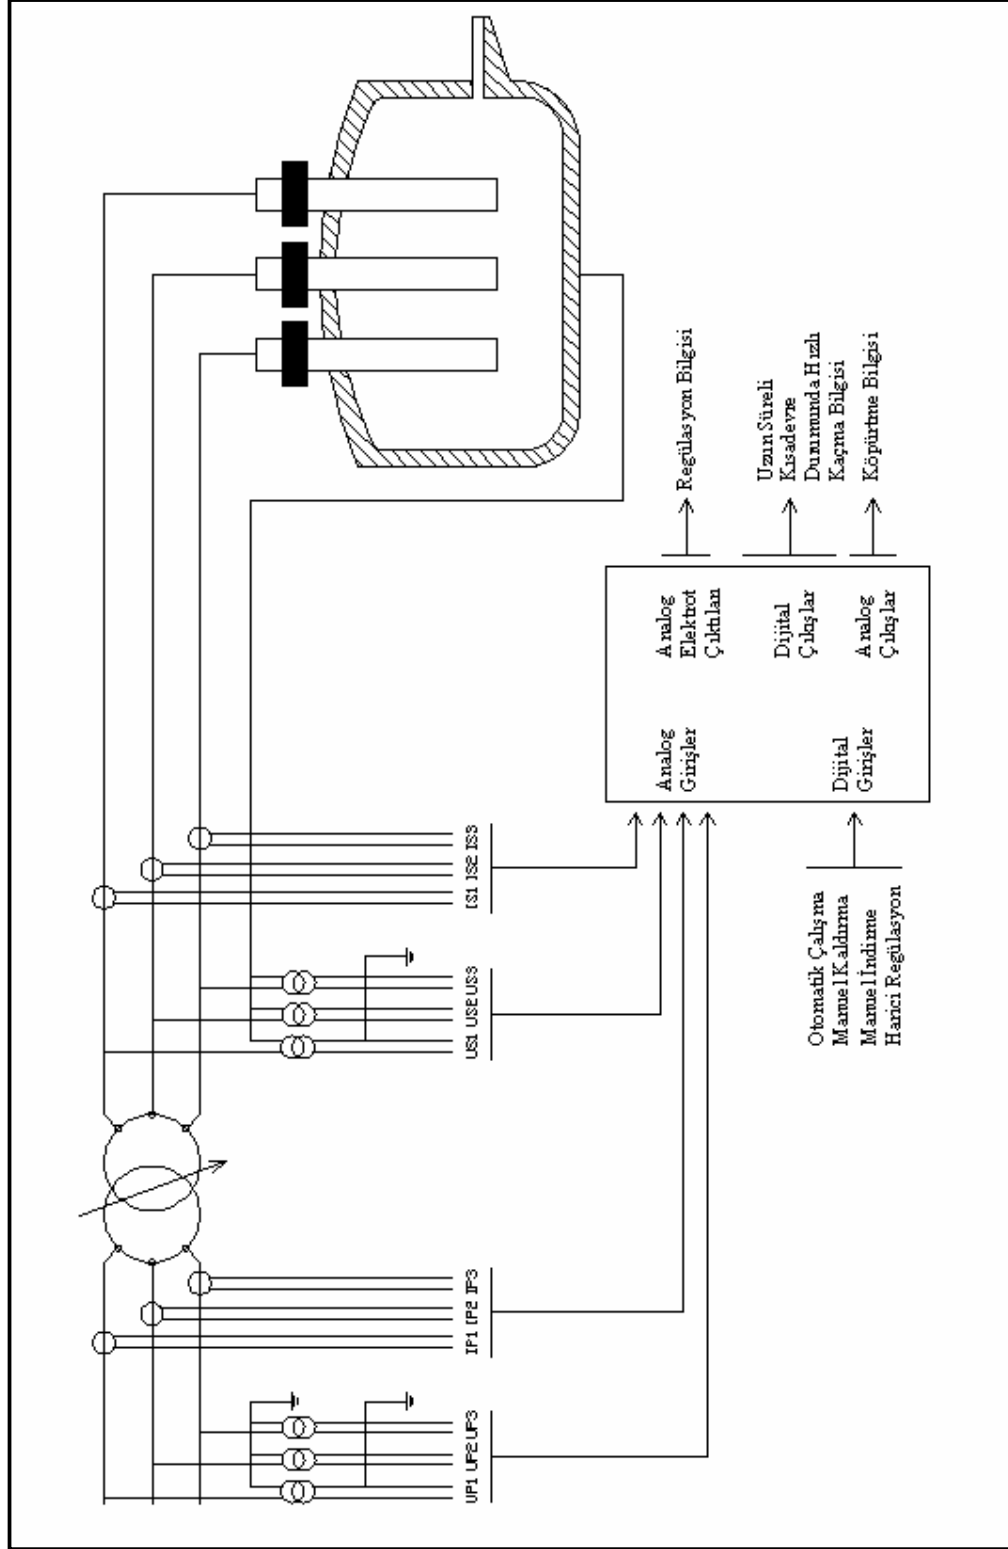 UP1 UP2 UP3
IP1 IP2 IP3
US1 US2 US3
IS1 IS2 IS3
Otomatik Çalışma
Manuel Kaldırma
Manuel İndirme
Harici Regülasyon
Analog
Girişler
Dijital
Girişler
Analog
Elektrot
Çıktıları
Dijital
Çıkışlar
Analog
Çıkışlar
Regülasyon Bilgisi
Uzun Süreli
Kısadevre
Durumunda Hızlı
Kaçma Bilgisi
Köpürtme Bilgisi